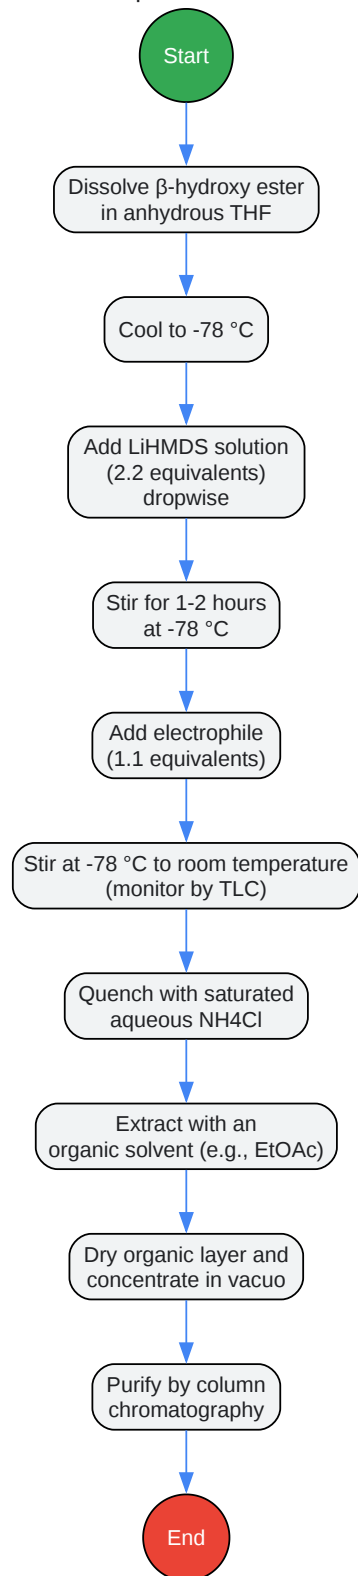 Start
Dissolve β-hydroxy ester
in anhydrous THF
Cool to -78 °C
Add LiHMDS solution
(2.2 equivalents)
dropwise
Stir for 1-2 hours
at -78 °C
Add electrophile
(1.1 equivalents)
Stir at -78 °C to room temperature
(monitor by TLC)
Quench with saturated
aqueous NH4Cl
Extract with an
organic solvent (e.g., EtOAc)
Dry organic layer and
concentrate in vacuo
Purify by column
chromatography
End